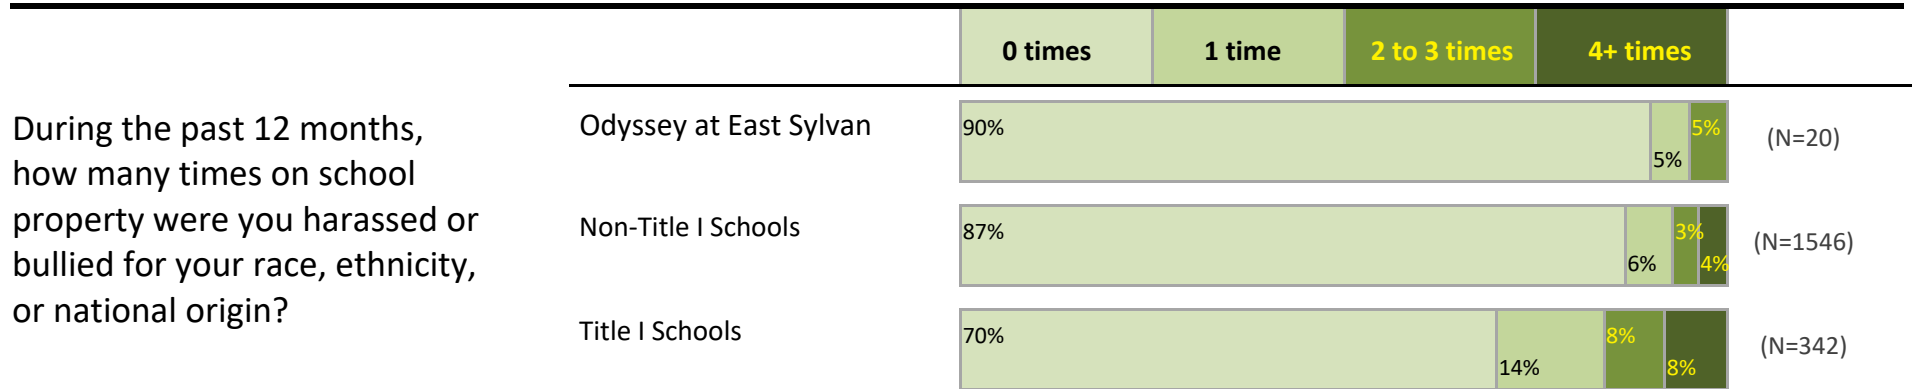 0 times 1 time 2 to 3 times 4+ times
During the past 12 months,
how many times on school
property were you harassed or
bullied for your race, ethnicity,
or national origin?
Odyssey at East Sylvan 90% 5% 5% (N=20)
Non-Title I Schools 87% 6% 3% 4% (N=1546)
Title I Schools 70% 14% 8% 8% (N=342)